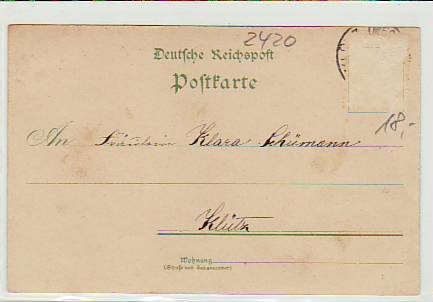 2420
Deutsche Reichspost
Postkarte
18,-
An Fräulein Klara Schümann
Klütz
Wohnung
(Straße und Hausnummer)